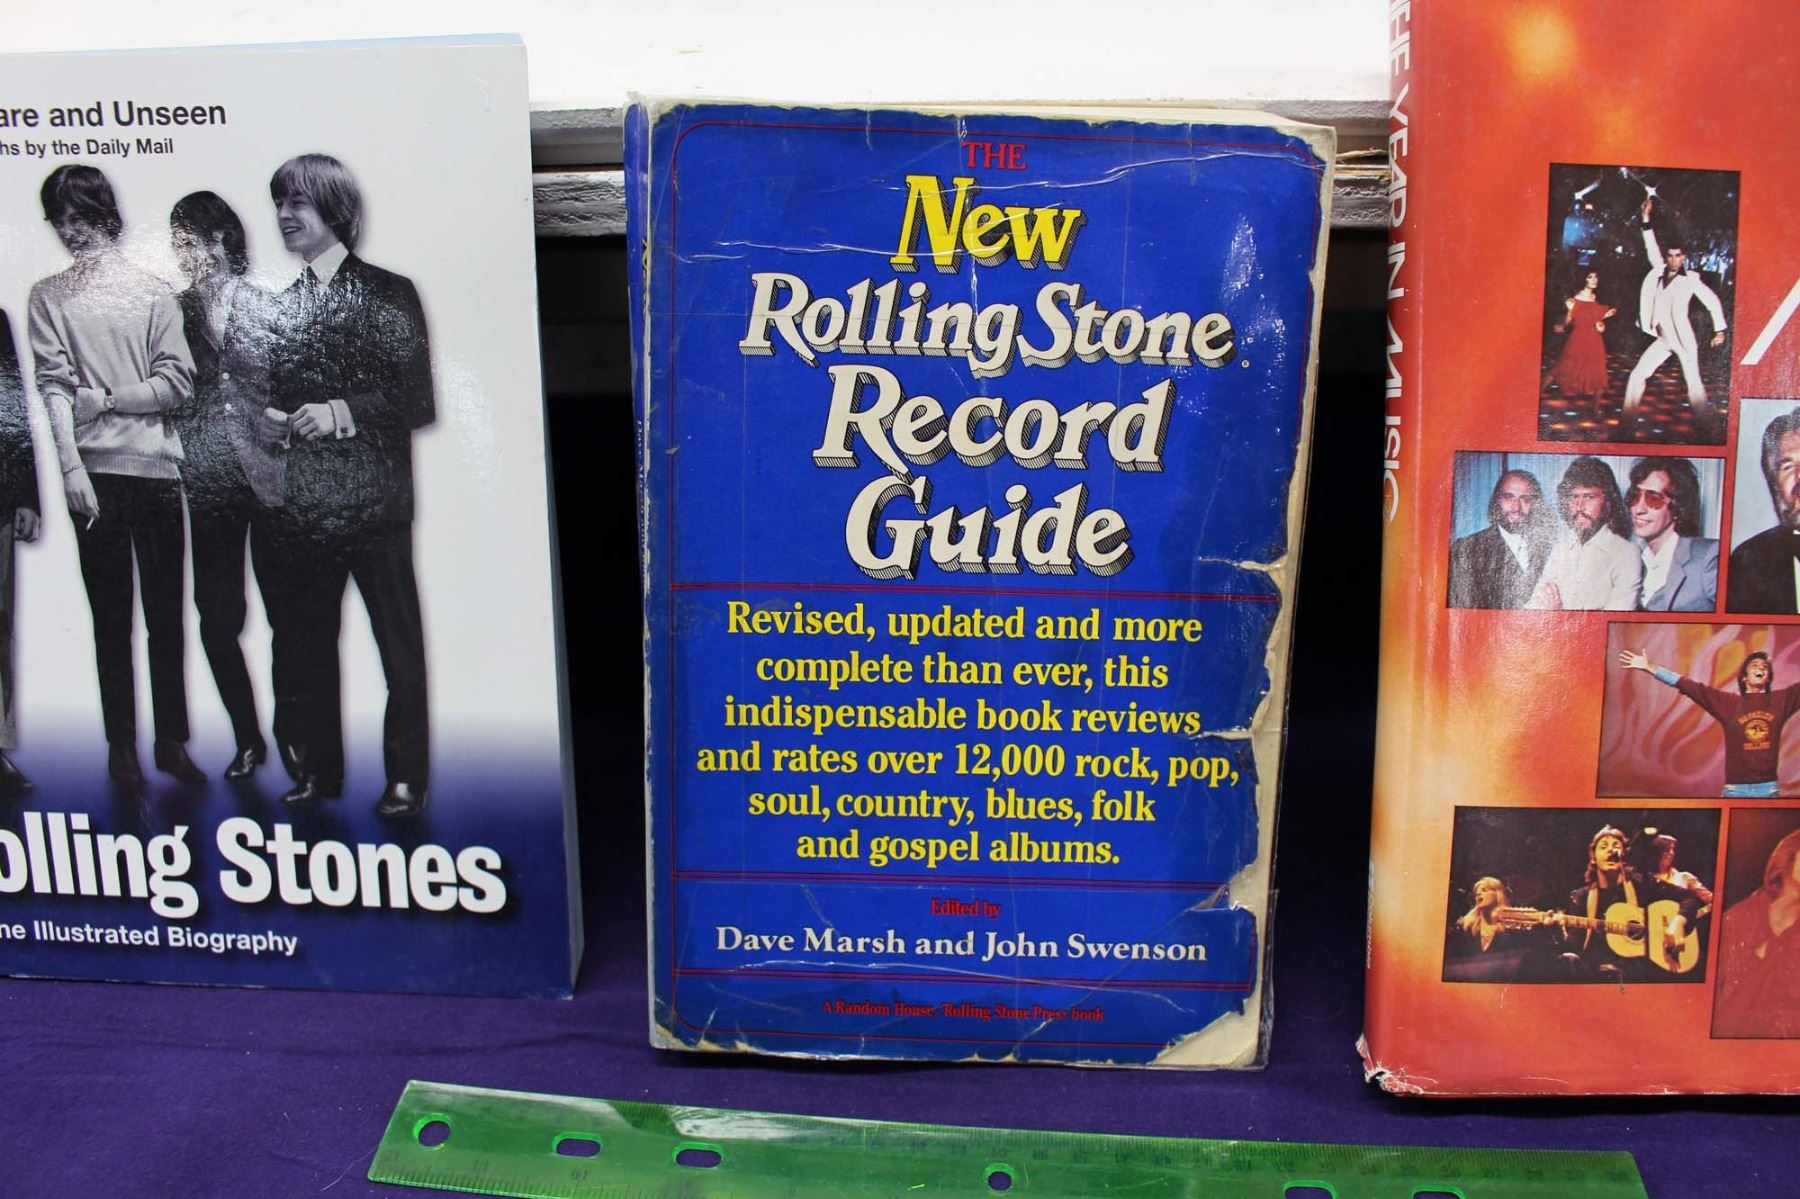 are and Unseen
hs by the Daily Mail
olling Stones
ne Illustrated Biography
THE
New
Rolling Stone
Record
Guide
Revised, updated and more
complete than ever, this
indispensable book reviews
and rates over 12,000 rock, pop,
soul, country, blues, folk
and gospel albums.
Edited by
Dave Marsh and John Swenson
A Random House/Rolling Stone Press book
HE YEAR IN MUSIC